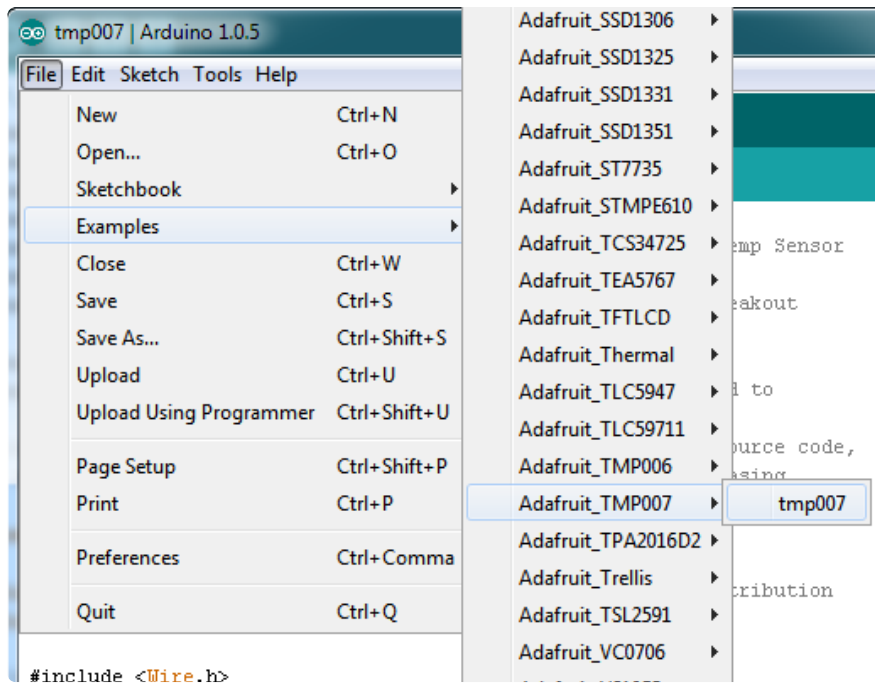 tmp007 | Arduino 1.0.5
File Edit Sketch Tools Help
New Ctrl+N
Open... Ctrl+O
Sketchbook
Examples
Close Ctrl+W
Save Ctrl+S
Save As... Ctrl+Shift+S
Upload Ctrl+U
Upload Using Programmer Ctrl+Shift+U
Page Setup Ctrl+Shift+P
Print Ctrl+P
Preferences Ctrl+Comma
Quit Ctrl+Q
Adafruit_SSD1306
Adafruit_SSD1325
Adafruit_SSD1331
Adafruit_SSD1351
Adafruit_ST7735
Adafruit_STMPE610
Adafruit_TCS34725
Adafruit_TEA5767
Adafruit_TFTLCD
Adafruit_Thermal
Adafruit_TLC5947
Adafruit_TLC59711
Adafruit_TMP006
Adafruit_TMP007
Adafruit_TPA2016D2
Adafruit_Trellis
Adafruit_TSL2591
Adafruit_VC0706
tmp007
emp Sensor
eakout
d to
ource code,
tribution
#include <Wire.h>